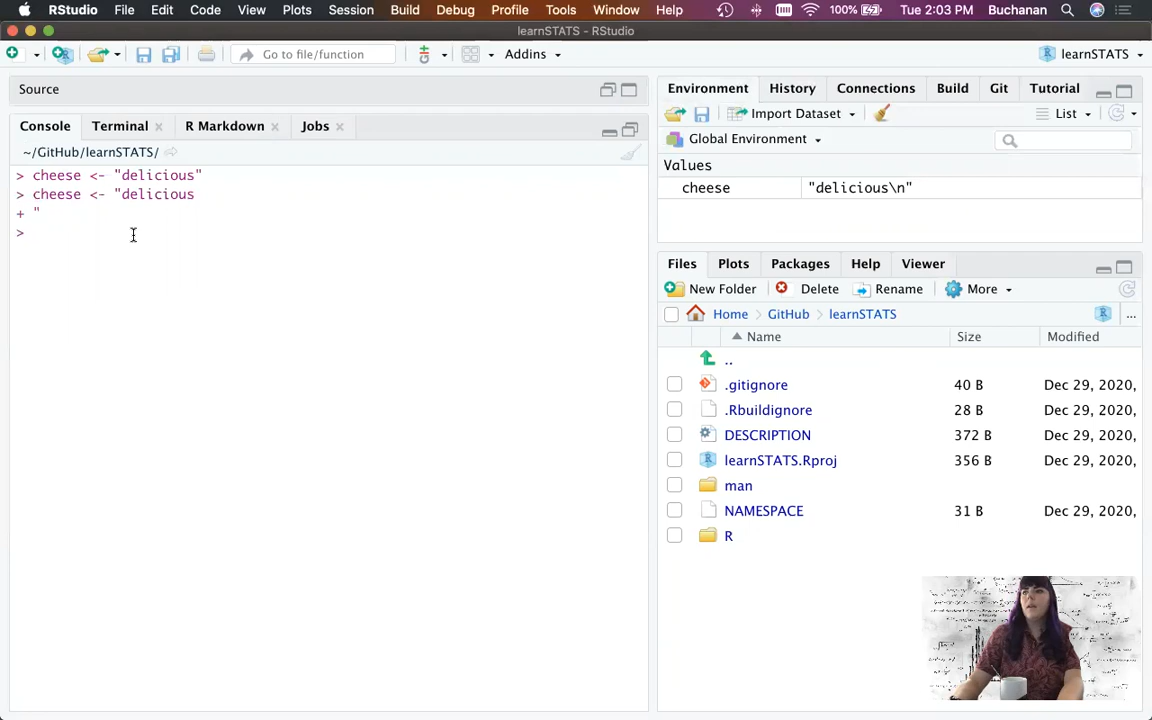 RStudio File Edit Code View Plots Session Build Debug Profile Tools Window Help 100% Tue 2:03 PM Buchanan
learnSTATS - RStudio
Go to file/function Addins learnSTATS
Source
Console Terminal R Markdown Jobs
~/GitHub/learnSTATS/
> cheese <- "delicious"
> cheese <- "delicious
+ "
>
Environment History Connections Build Git Tutorial
Import Dataset List
Global Environment
Values
cheese "delicious\n"
Files Plots Packages Help Viewer
New Folder Delete Rename More
Home GitHub learnSTATS ...
Name Size Modified
..
.gitignore 40 B Dec 29, 2020,
.Rbuildignore 28 B Dec 29, 2020,
DESCRIPTION 372 B Dec 29, 2020,
learnSTATS.Rproj 356 B Dec 29, 2020,
man
NAMESPACE 31 B Dec 29, 2020,
R